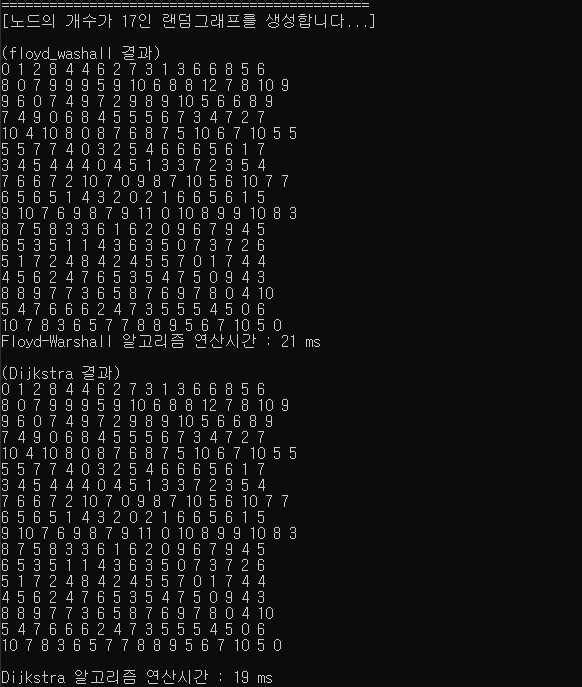 ==============================================
[노드의 개수가 17인 랜덤그래프를 생성합니다...]
(floyd_washall 결과)
0 1 2 8 4 4 6 2 7 3 1 3 6 6 8 5 6
8 0 7 9 9 9 5 9 10 6 8 8 12 7 8 10 9
9 6 0 7 4 9 7 2 9 8 9 10 5 6 6 8 9
7 4 9 0 6 8 4 5 5 5 6 7 3 4 7 2 7
10 4 10 8 0 8 7 6 8 7 5 10 6 7 10 5 5
5 5 7 7 4 0 3 2 5 4 6 6 6 5 6 1 7
3 4 5 4 4 4 0 4 5 1 3 3 7 2 3 5 4
7 6 6 7 2 10 7 0 9 8 7 10 5 6 10 7 7
6 5 6 5 1 4 3 2 0 2 1 6 6 5 6 1 5
9 10 7 6 9 8 7 9 11 0 10 8 9 9 10 8 3
8 7 5 8 3 3 6 1 6 2 0 9 6 7 9 4 5
6 5 3 5 1 1 4 3 6 3 5 0 7 3 7 2 6
5 1 7 2 4 8 4 2 4 5 5 7 0 1 7 4 4
4 5 6 2 4 7 6 5 3 5 4 7 5 0 9 4 3
8 8 9 7 7 3 6 5 8 7 6 9 7 8 0 4 10
5 4 7 6 6 6 2 4 7 3 5 5 5 4 5 0 6
10 7 8 3 6 5 7 7 8 8 9 5 6 7 10 5 0
Floyd-Warshall 알고리즘 연산시간 : 21 ms
(Dijkstra 결과)
0 1 2 8 4 4 6 2 7 3 1 3 6 6 8 5 6
8 0 7 9 9 9 5 9 10 6 8 8 12 7 8 10 9
9 6 0 7 4 9 7 2 9 8 9 10 5 6 6 8 9
7 4 9 0 6 8 4 5 5 5 6 7 3 4 7 2 7
10 4 10 8 0 8 7 6 8 7 5 10 6 7 10 5 5
5 5 7 7 4 0 3 2 5 4 6 6 6 5 6 1 7
3 4 5 4 4 4 0 4 5 1 3 3 7 2 3 5 4
7 6 6 7 2 10 7 0 9 8 7 10 5 6 10 7 7
6 5 6 5 1 4 3 2 0 2 1 6 6 5 6 1 5
9 10 7 6 9 8 7 9 11 0 10 8 9 9 10 8 3
8 7 5 8 3 3 6 1 6 2 0 9 6 7 9 4 5
6 5 3 5 1 1 4 3 6 3 5 0 7 3 7 2 6
5 1 7 2 4 8 4 2 4 5 5 7 0 1 7 4 4
4 5 6 2 4 7 6 5 3 5 4 7 5 0 9 4 3
8 8 9 7 7 3 6 5 8 7 6 9 7 8 0 4 10
5 4 7 6 6 6 2 4 7 3 5 5 5 4 5 0 6
10 7 8 3 6 5 7 7 8 8 9 5 6 7 10 5 0
Dijkstra 알고리즘 연산시간 : 19 ms